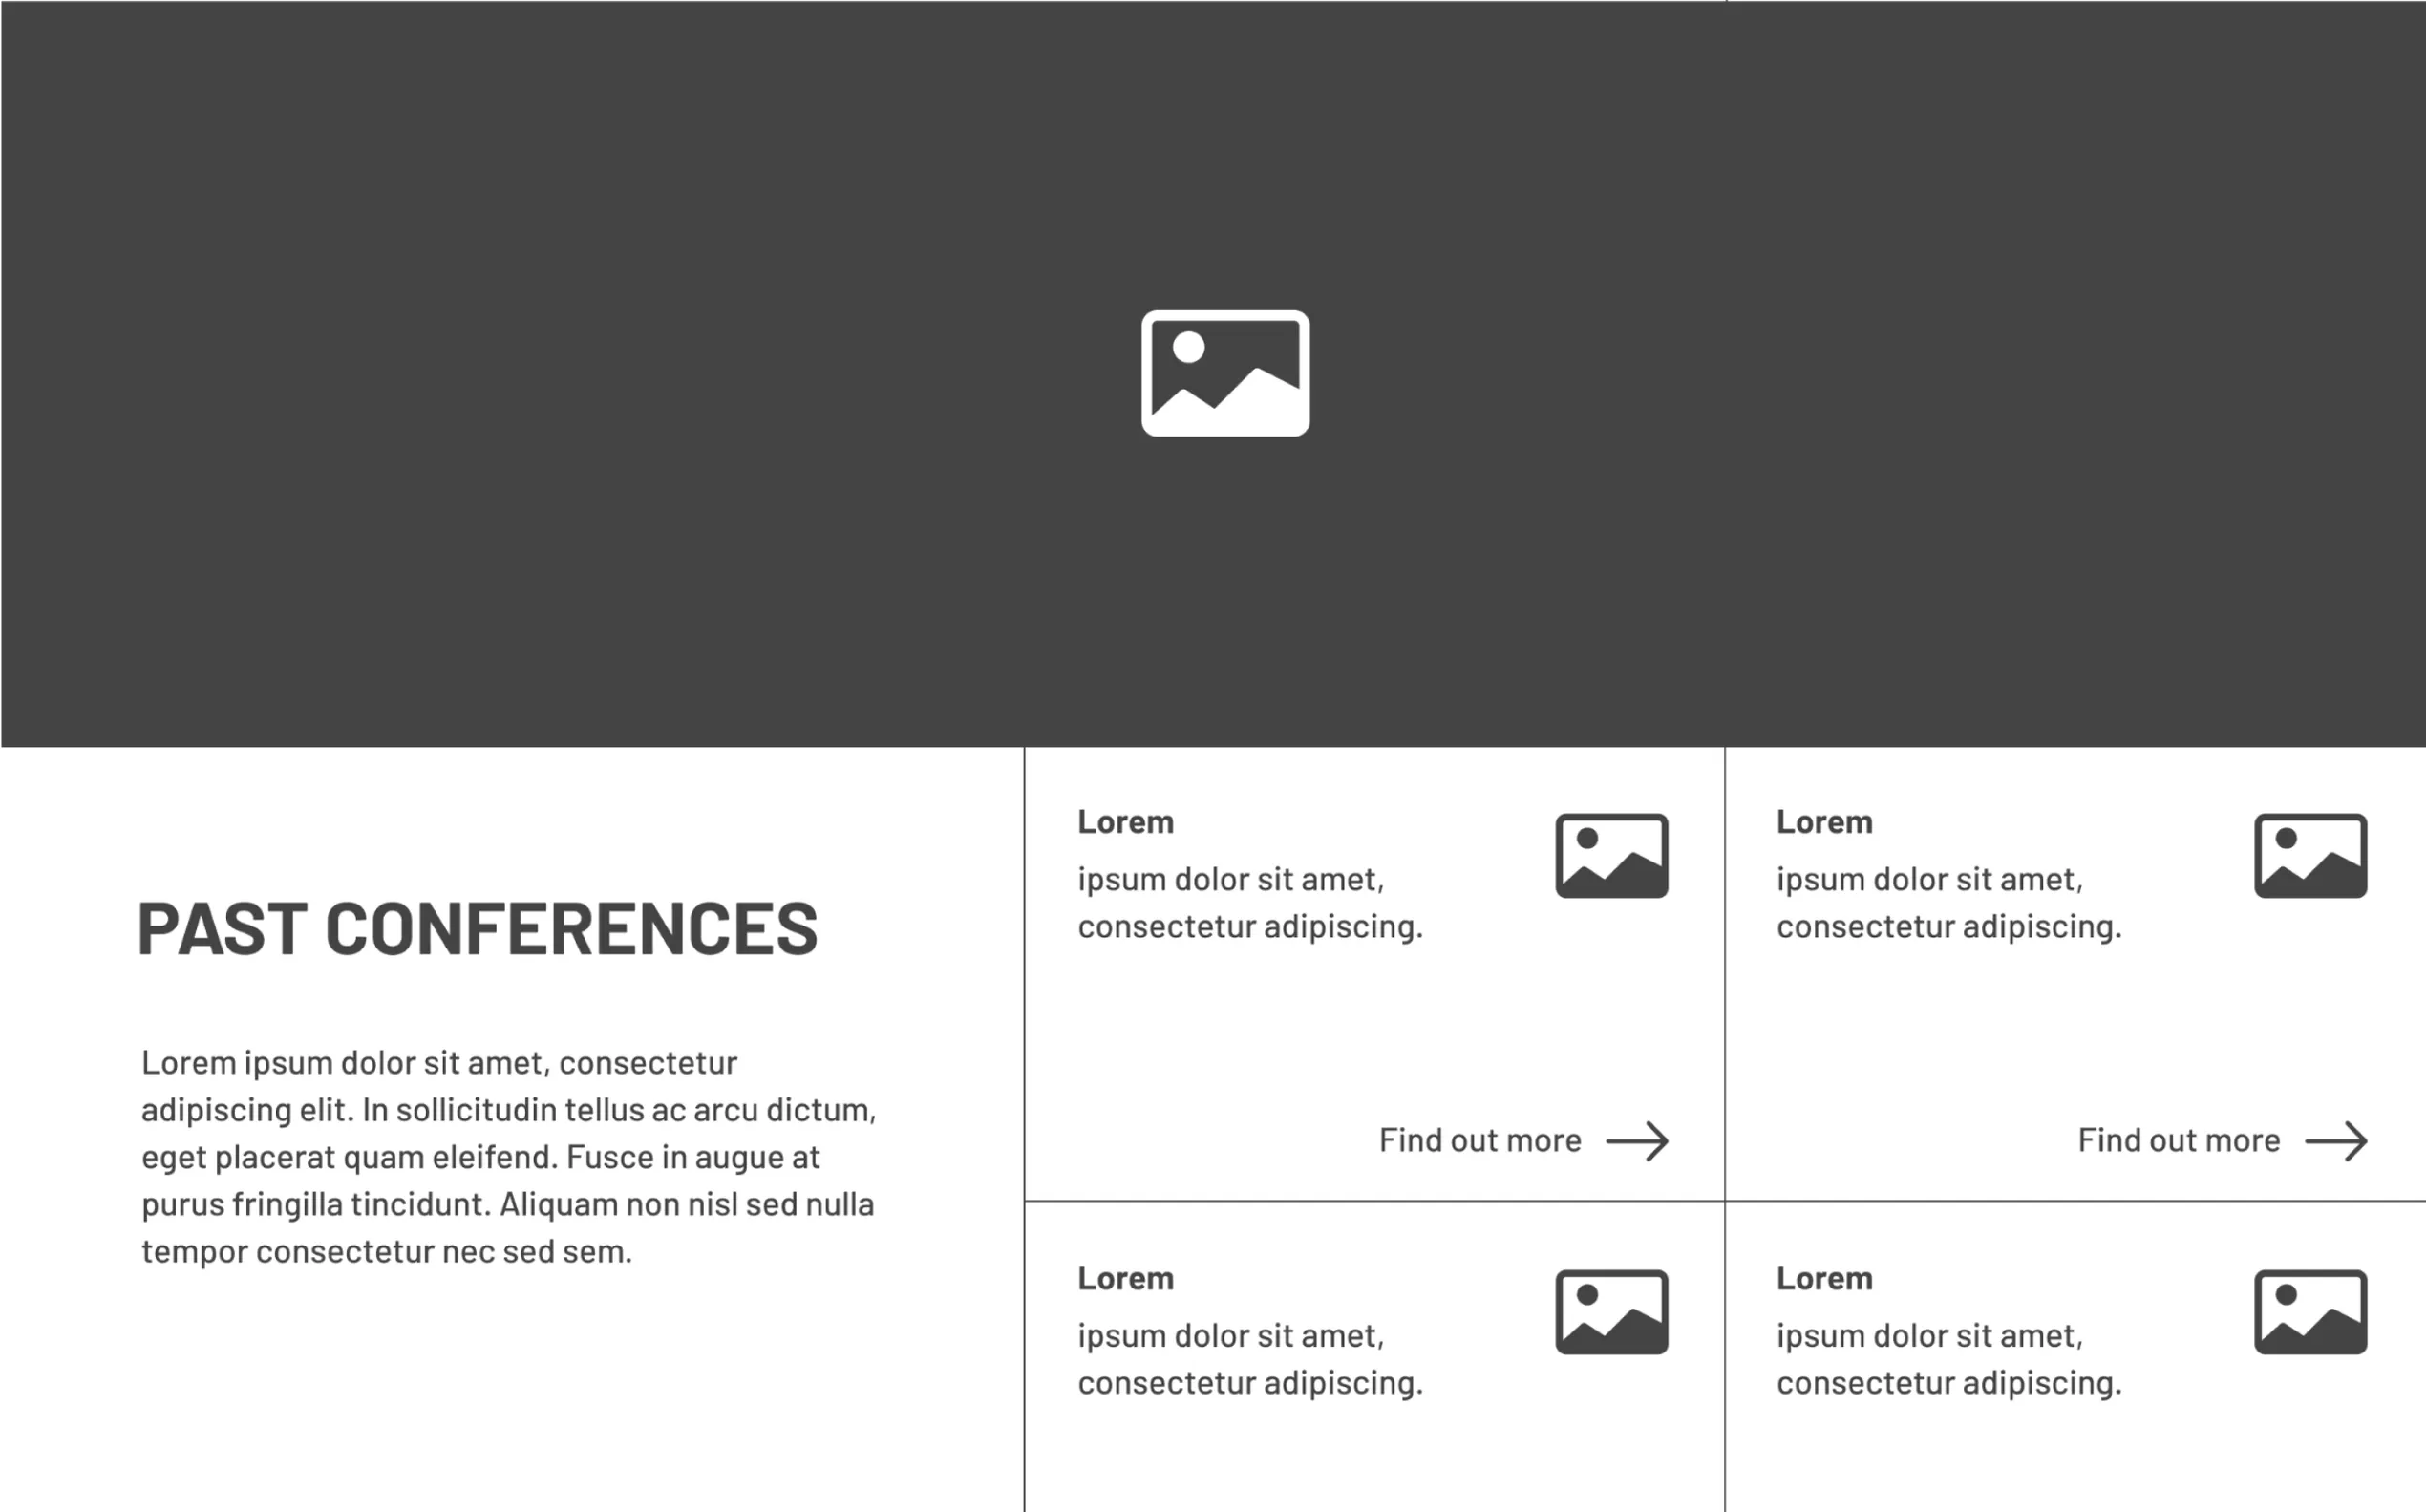 PAST CONFERENCES
Lorem ipsum dolor sit amet, consectetur
adipiscing elit. In sollicitudin tellus ac arcu dictum,
eget placerat quam eleifend. Fusce in augue at
purus fringilla tincidunt. Aliquam non nisl sed nulla
tempor consectetur nec sed sem.
Lorem
ipsum dolor sit amet,
consectetur adipiscing.
Find out more
Lorem
ipsum dolor sit amet,
consectetur adipiscing.
Find out more
Lorem
ipsum dolor sit amet,
consectetur adipiscing.
Lorem
ipsum dolor sit amet,
consectetur adipiscing.